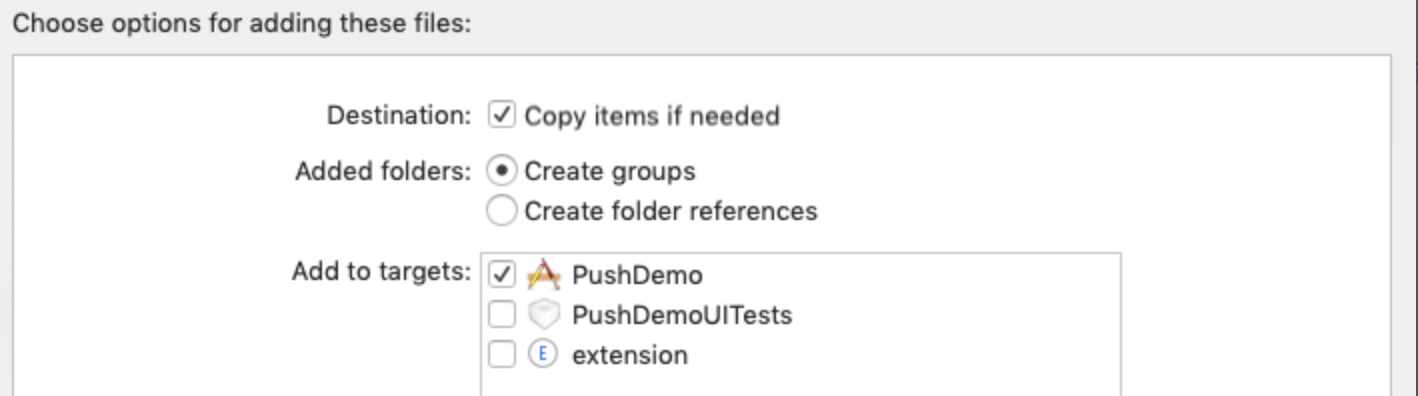 Choose options for adding these files:
Destination: Copy items if needed
Added folders: Create groups
Create folder references
Add to targets: PushDemo
PushDemoUITests
E extension